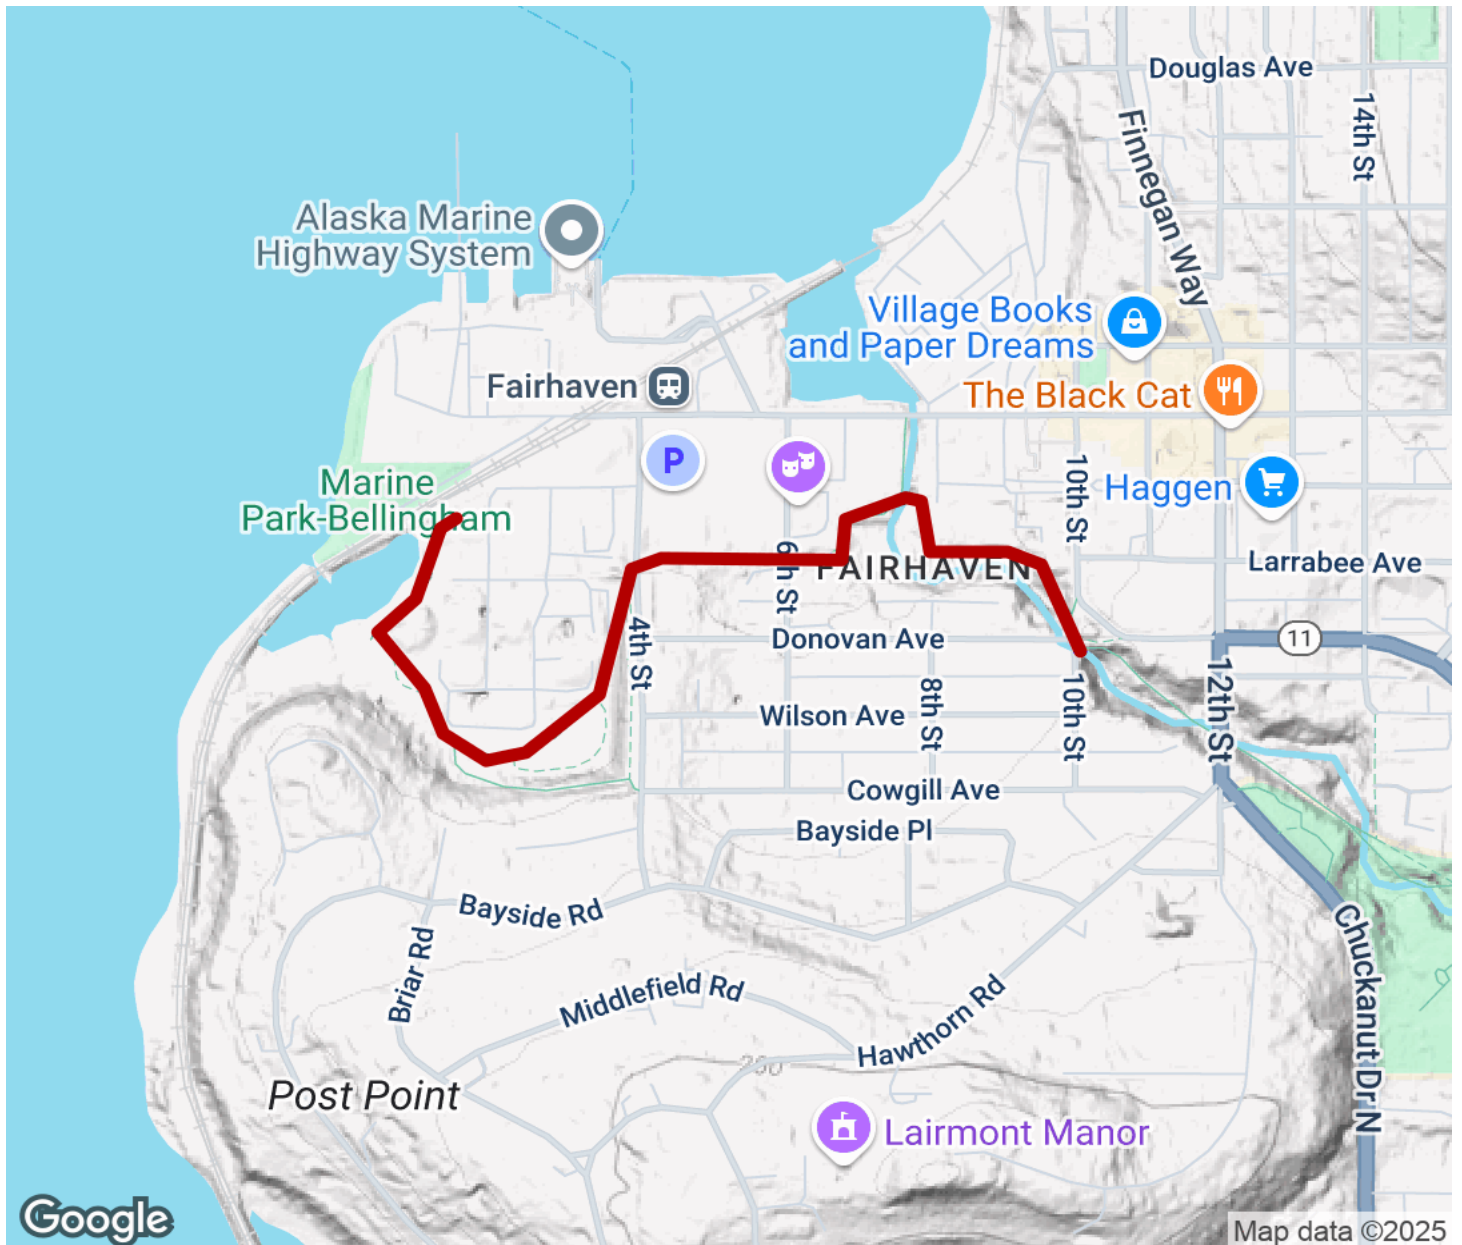 Douglas Ave
14th St
Finnegan Way
Alaska Marine
Highway System
Village Books
and Paper Dreams
Fairhaven
The Black Cat
P
Marine
Park-Bellingham
10th St
Haggen
6th St
FAIRHAVEN
Larrabee Ave
4th St
Donovan Ave
11
12th St
8th St
10th St
Wilson Ave
Cowgill Ave
Bayside Pl
Bayside Rd
Briar Rd
Chuckanut Dr N
Middlefield Rd
Hawthorn Rd
Post Point
Lairmont Manor
Google
Map data ©2025